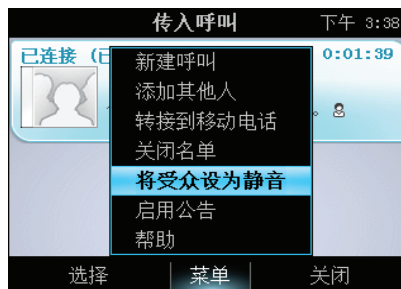 传入呼叫 下午 3:38
已连接 (已 0:01:39
新建呼叫
添加其他人
转接到移动电话
关闭名单
将受众设为静音
启用公告
帮助
选择 菜单 关闭